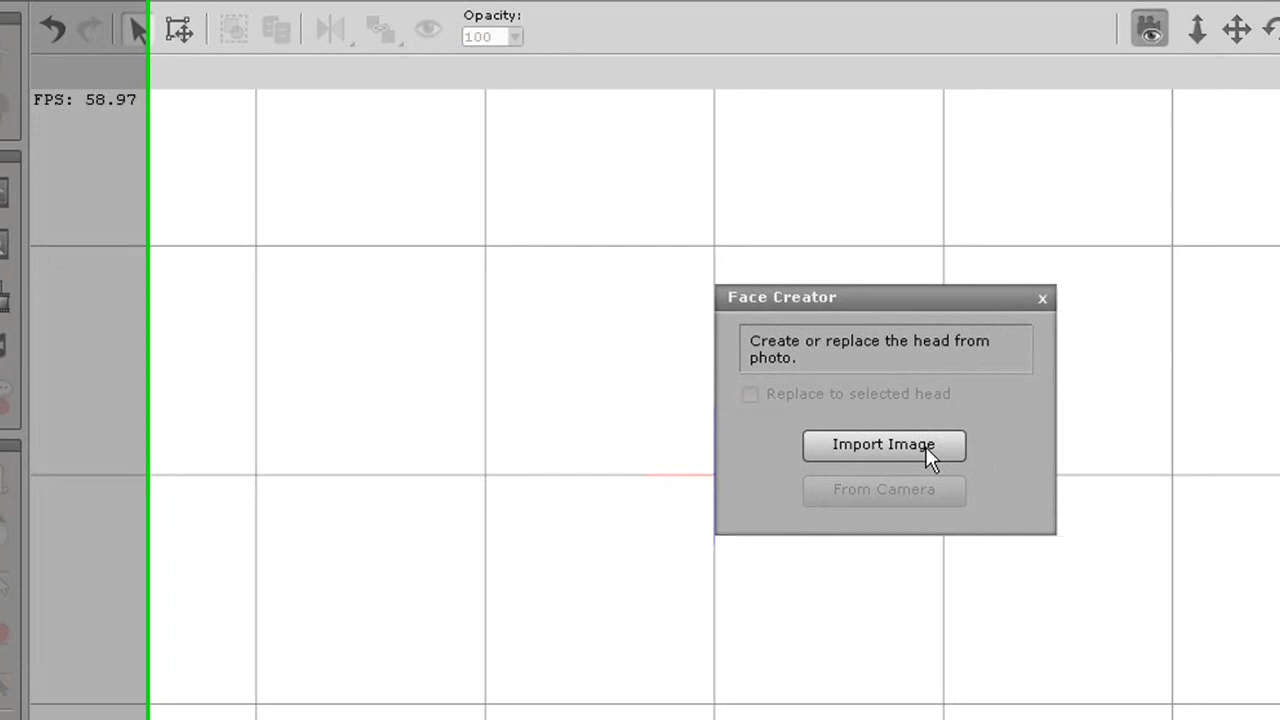 Opacity:
100
FPS: 58.97
Face Creator
x
Create or replace the head from
photo.
Replace to selected head
Import Image
From Camera